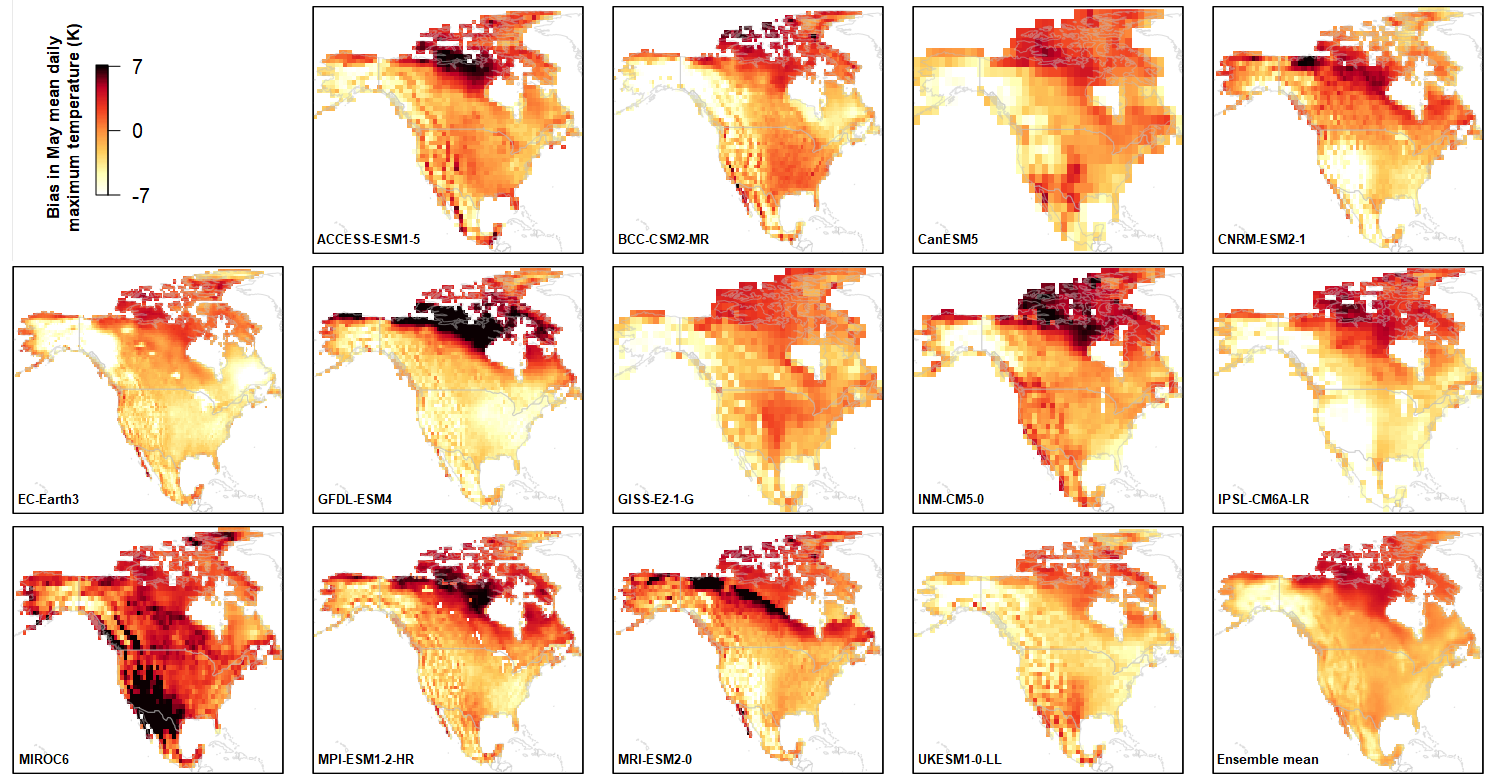 Bias in May mean daily
maximum temperature (K)
7
0
-7
ACCESS-ESM1-5
BCC-CSM2-MR
CanESM5
CNRM-ESM2-1
EC-Earth3
GFDL-ESM4
GISS-E2-1-G
INM-CM5-0
IPSL-CM6A-LR
MIROC6
MPI-ESM1-2-HR
MRI-ESM2-0
UKESM1-0-LL
Ensemble mean